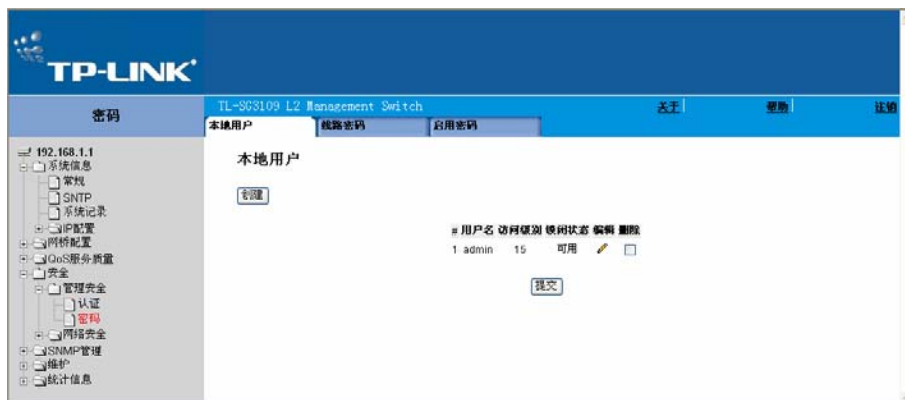 TP-LINK
密码
TL-SG3109 L2 Management Switch
关于
帮助
注销
本地用户
线路密码
启用密码
192.168.1.1
系统信息
常规
SNTP
系统记录
IP配置
网桥配置
QoS服务质量
安全
管理安全
认证
密码
网络安全
SNMP管理
维护
统计信息
本地用户
创建
# 用户名 访问级别 锁闭状态 编辑 删除
1 admin 15 可用
提交